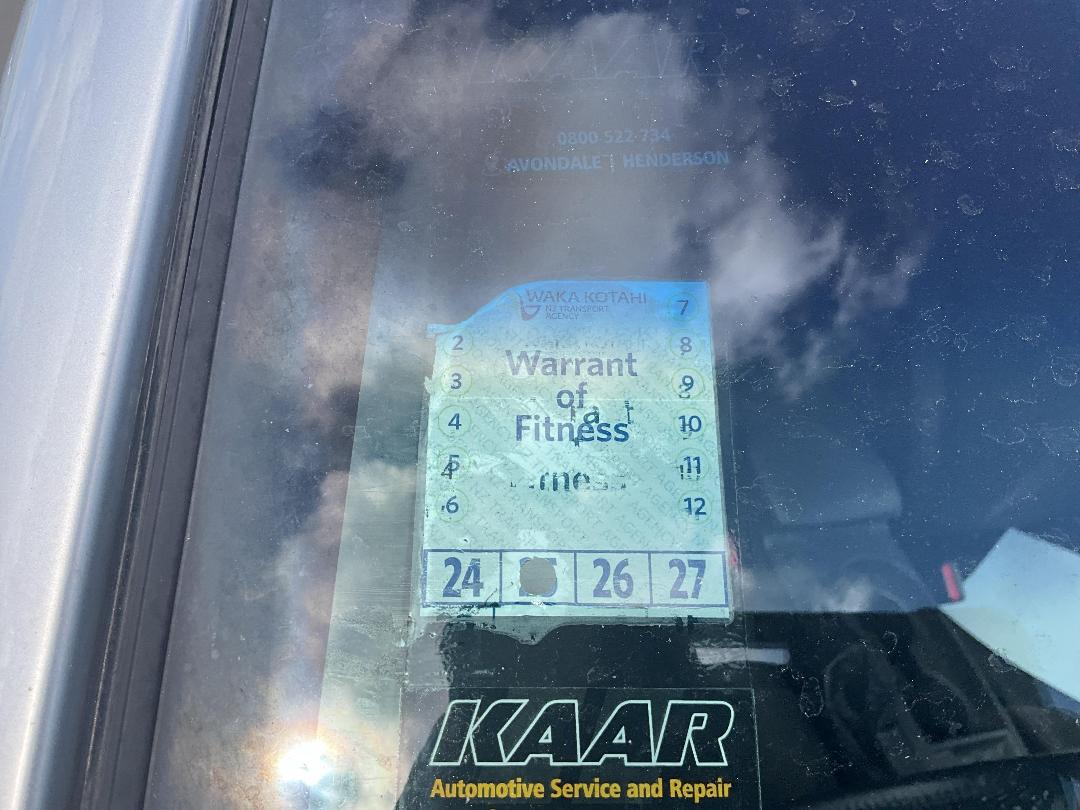 0800 522 734
AVONDALE | HENDERSON
WAKA KOTAHI
NZ TRANSPORT
AGENCY
7
2
8
3
9
4
10
5
11
6
12
Warrant
of
Fitness
24 26 27
KAAR
Automotive Service and Repair